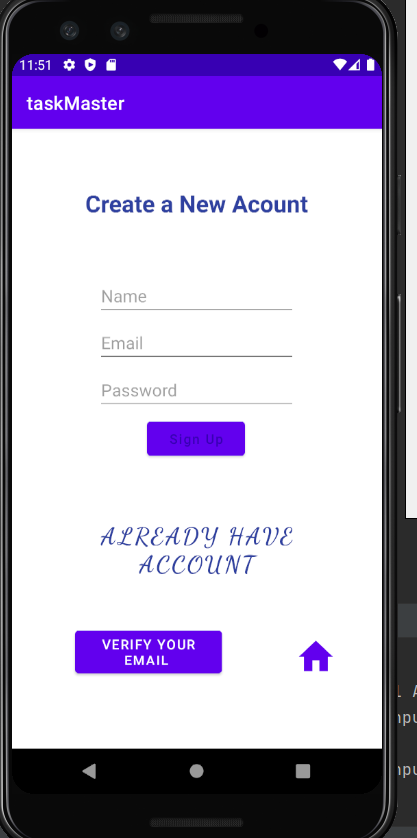 11:51
taskMaster
Create a New Acount
Name
Email
Password
Sign Up
ALREADY HAVE
ACCOUNT
VERIFY YOUR
EMAIL